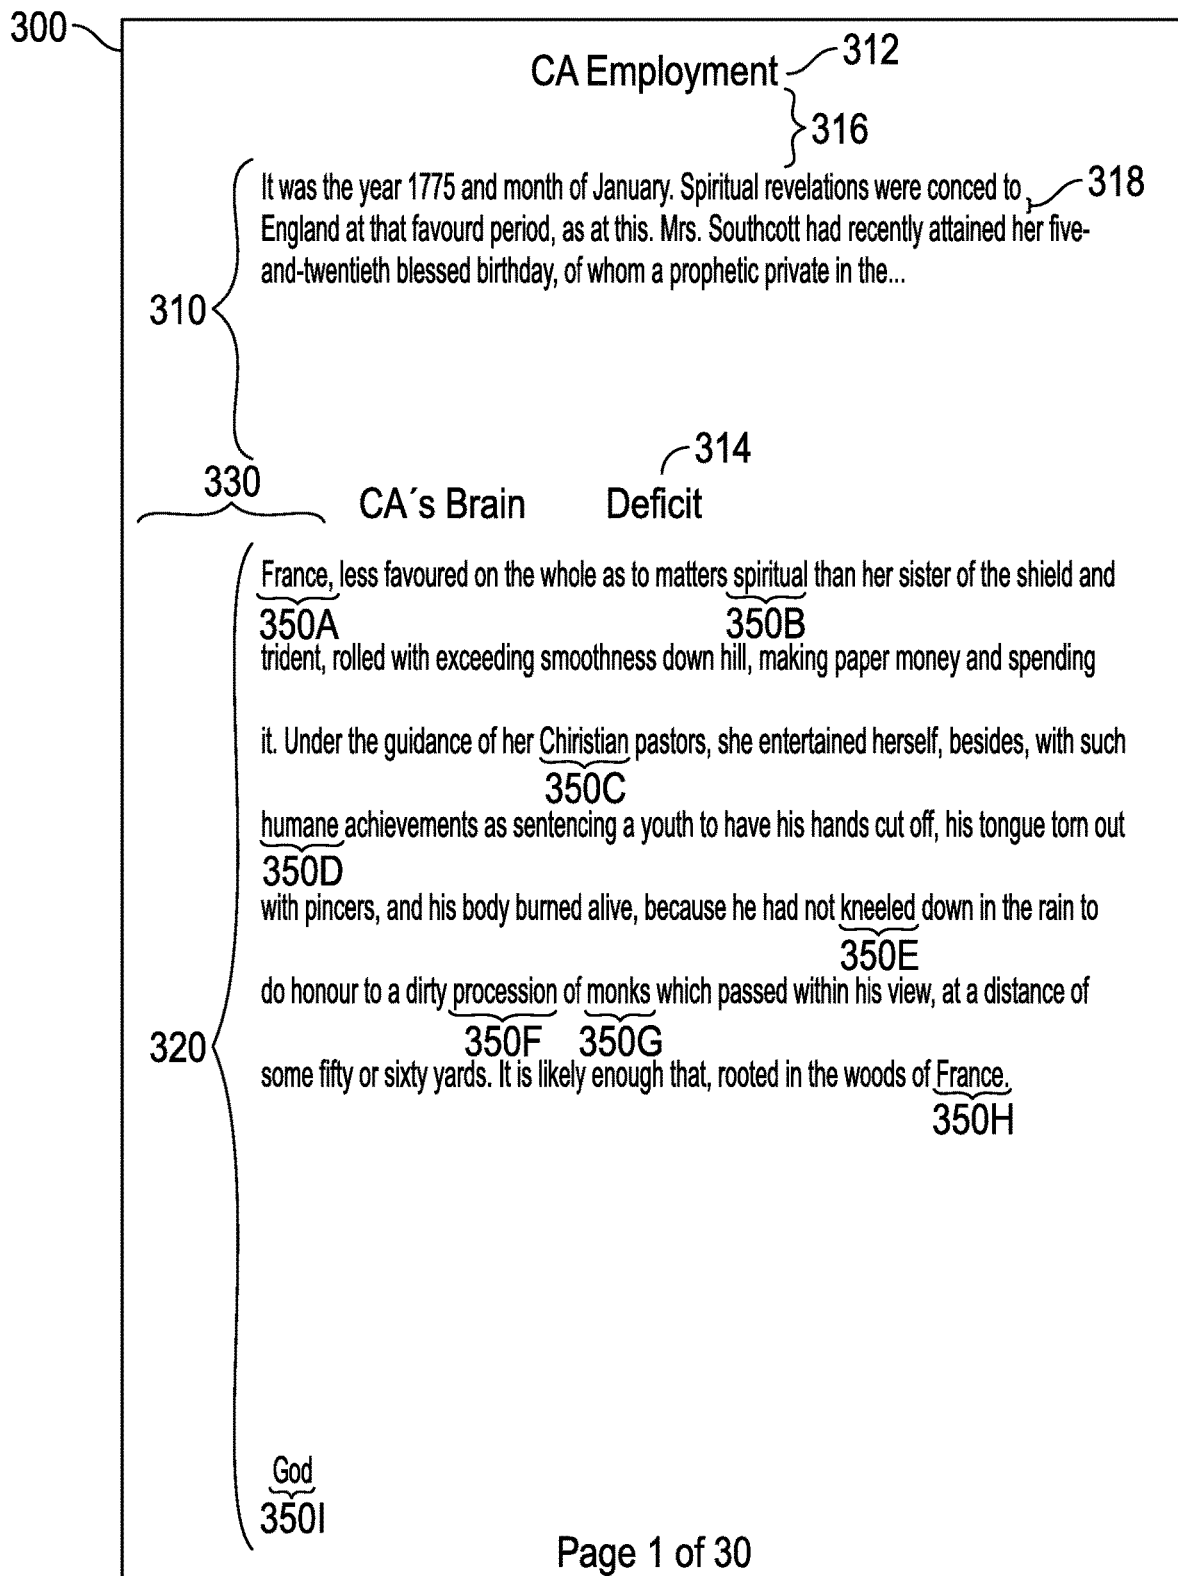 300
CA Employment 312
316
It was the year 1775 and month of January. Spiritual revelations were conced to 318
England at that favourd period, as at this. Mrs. Southcott had recently attained her five-
and-twentieth blessed birthday, of whom a prophetic private in the...
310
314
330
CA´s Brain Deficit
France, less favoured on the whole as to matters spiritual than her sister of the shield and
350A 350B
trident, rolled with exceeding smoothness down hill, making paper money and spending
it. Under the guidance of her Chiristian pastors, she entertained herself, besides, with such
350C
humane achievements as sentencing a youth to have his hands cut off, his tongue torn out
350D
with pincers, and his body burned alive, because he had not kneeled down in the rain to
350E
do honour to a dirty procession of monks which passed within his view, at a distance of
320 350F 350G
some fifty or sixty yards. It is likely enough that, rooted in the woods of France.
350H
God
350I
Page 1 of 30